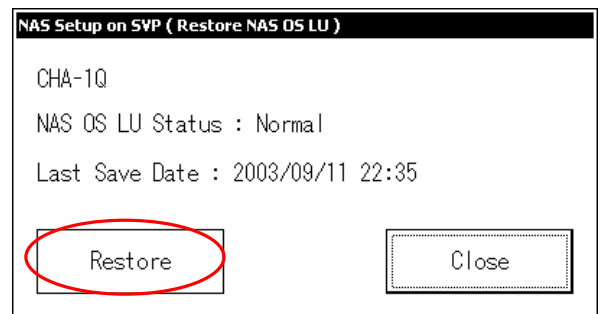 NAS Setup on SVP ( Restore NAS OS LU )
CHA-1Q
NAS OS LU Status : Normal
Last Save Date : 2003/09/11 22:35
Restore
Close